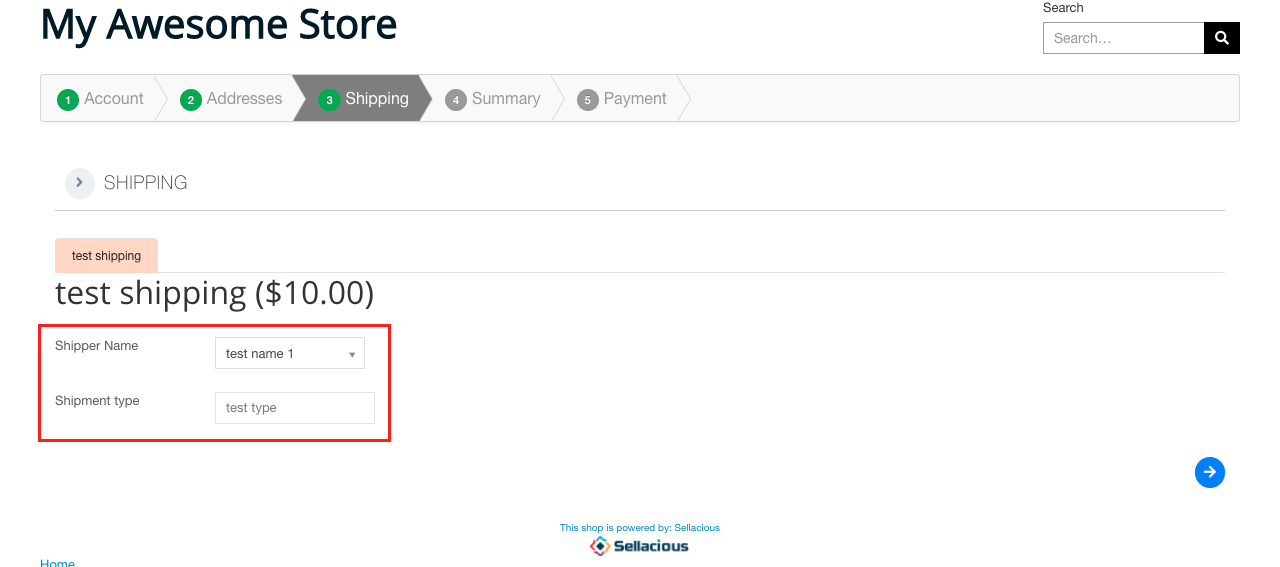 My Awesome Store
Search
Search...
1 Account 2 Addresses 3 Shipping 4 Summary 5 Payment
SHIPPING
test shipping
test shipping ($10.00)
Shipper Name test name 1
Shipment type test type
This shop is powered by: Sellacious
Sellacious
Home